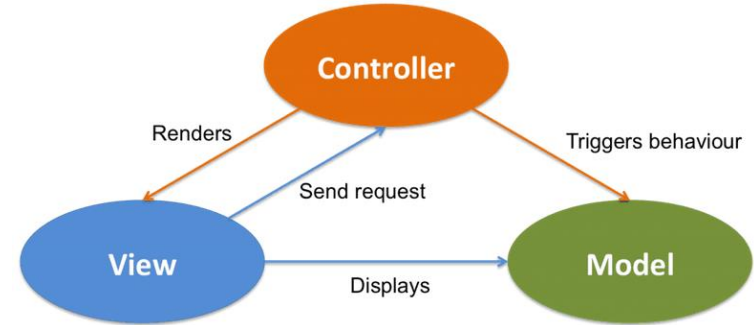 Controller
Renders
Triggers behaviour
Send request
View
Model
Displays